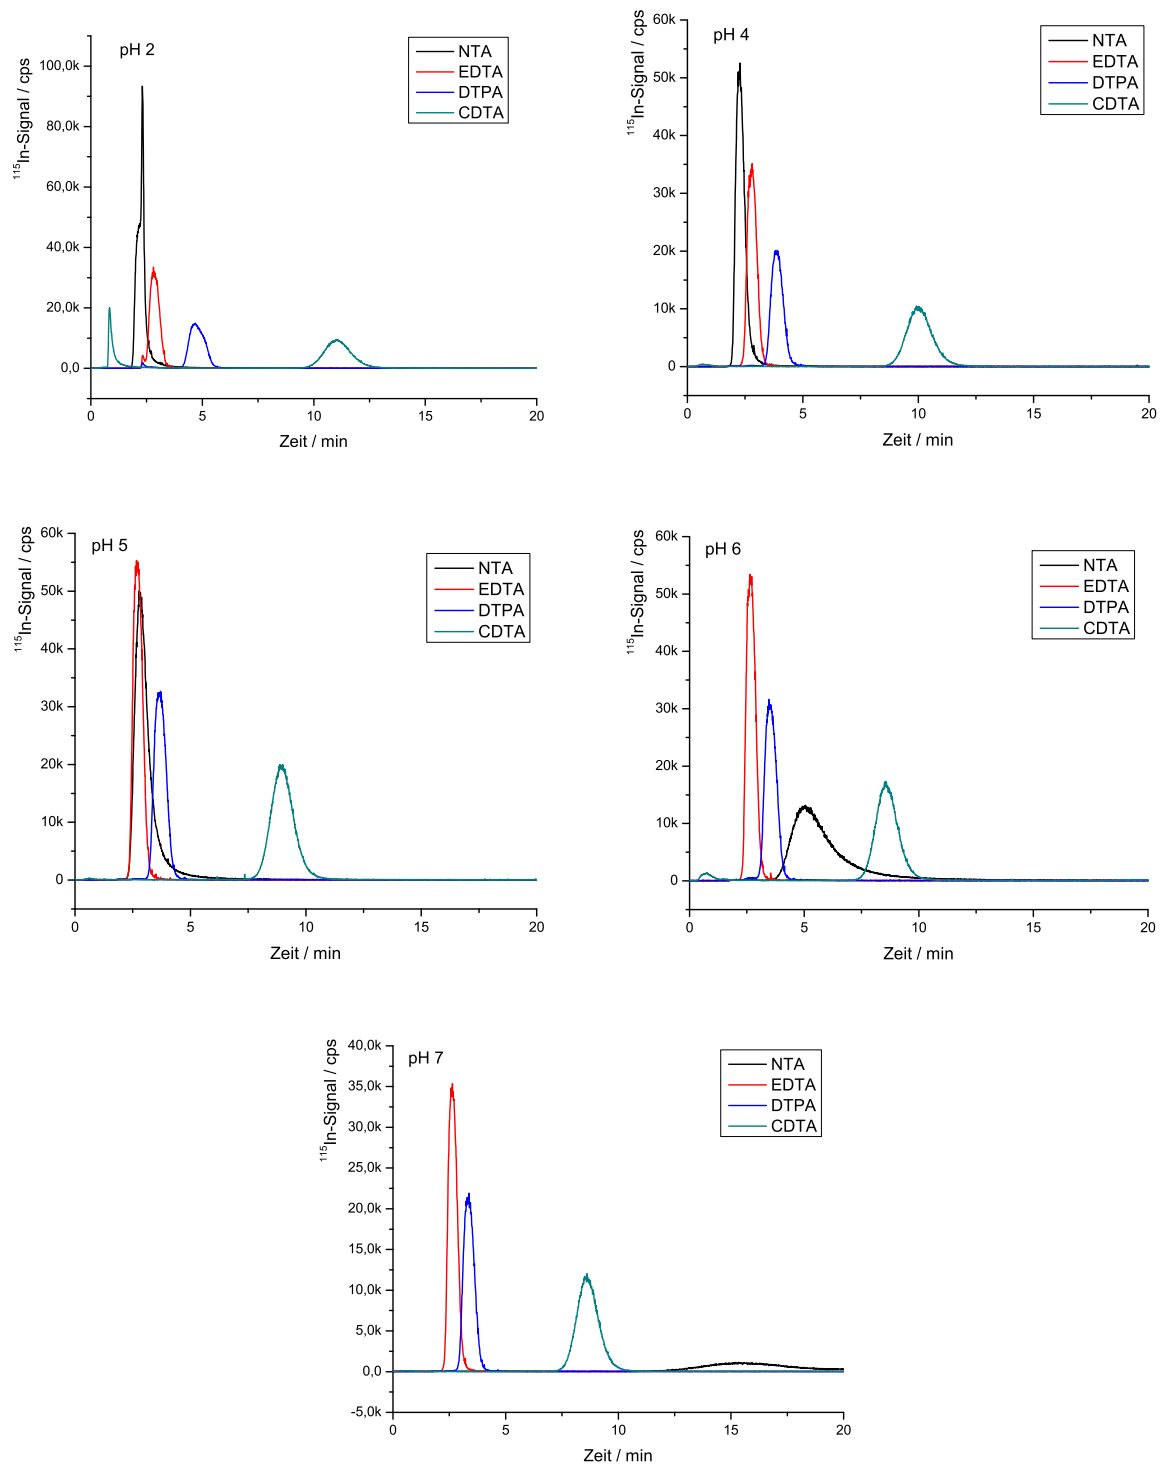 pH 2
NTA
EDTA
DTPA
CDTA
¹¹⁵In-Signal / cps
100,0k
80,0k
60,0k
40,0k
20,0k
0,0
0 5 10 15 20
Zeit / min
pH 4
NTA
EDTA
DTPA
CDTA
¹¹⁵In-Signal / cps
60k
50k
40k
30k
20k
10k
0
0 5 10 15 20
Zeit / min
pH 5
NTA
EDTA
DTPA
CDTA
¹¹⁵In-Signal / cps
60k
50k
40k
30k
20k
10k
0
0 5 10 15 20
Zeit / min
pH 6
NTA
EDTA
DTPA
CDTA
¹¹⁵In-Signal / cps
60k
50k
40k
30k
20k
10k
0
0 5 10 15 20
Zeit / min
pH 7
NTA
EDTA
DTPA
CDTA
¹¹⁵In-Signal / cps
40,0k
35,0k
30,0k
25,0k
20,0k
15,0k
10,0k
5,0k
0,0
-5,0k
0 5 10 15 20
Zeit / min